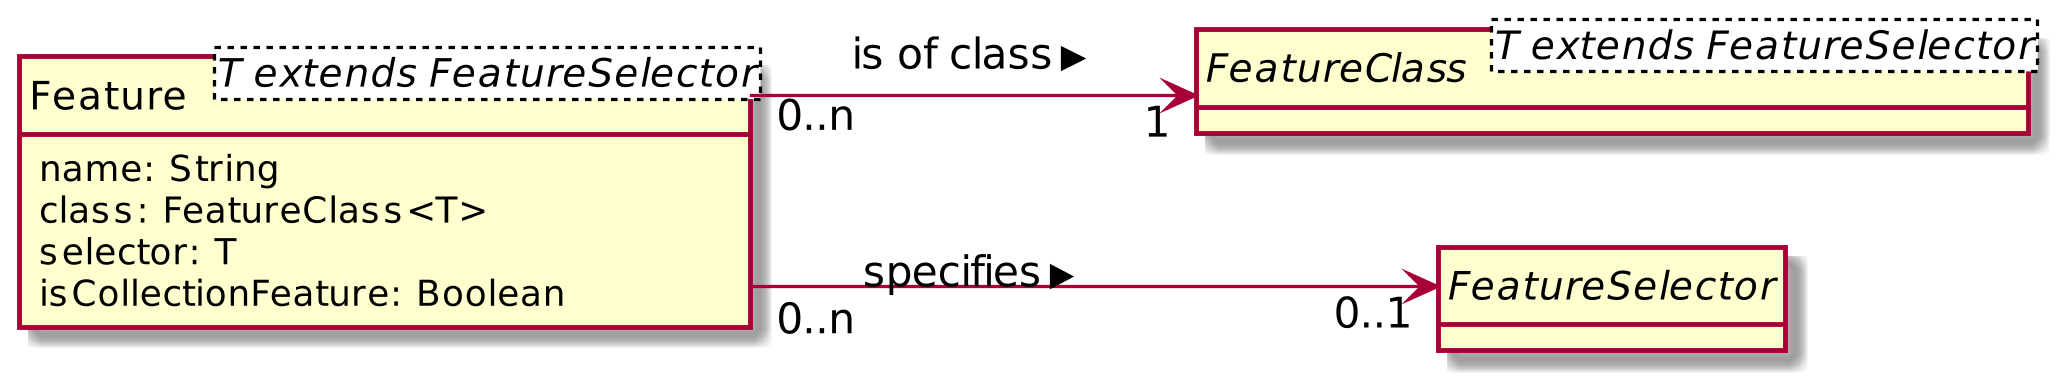 Feature
T extends FeatureSelector
name: String
class: FeatureClass<T>
selector: T
isCollectionFeature: Boolean
is of class ▶
0..n
1
FeatureClass
T extends FeatureSelector
specifies ▶
0..n
0..1
FeatureSelector